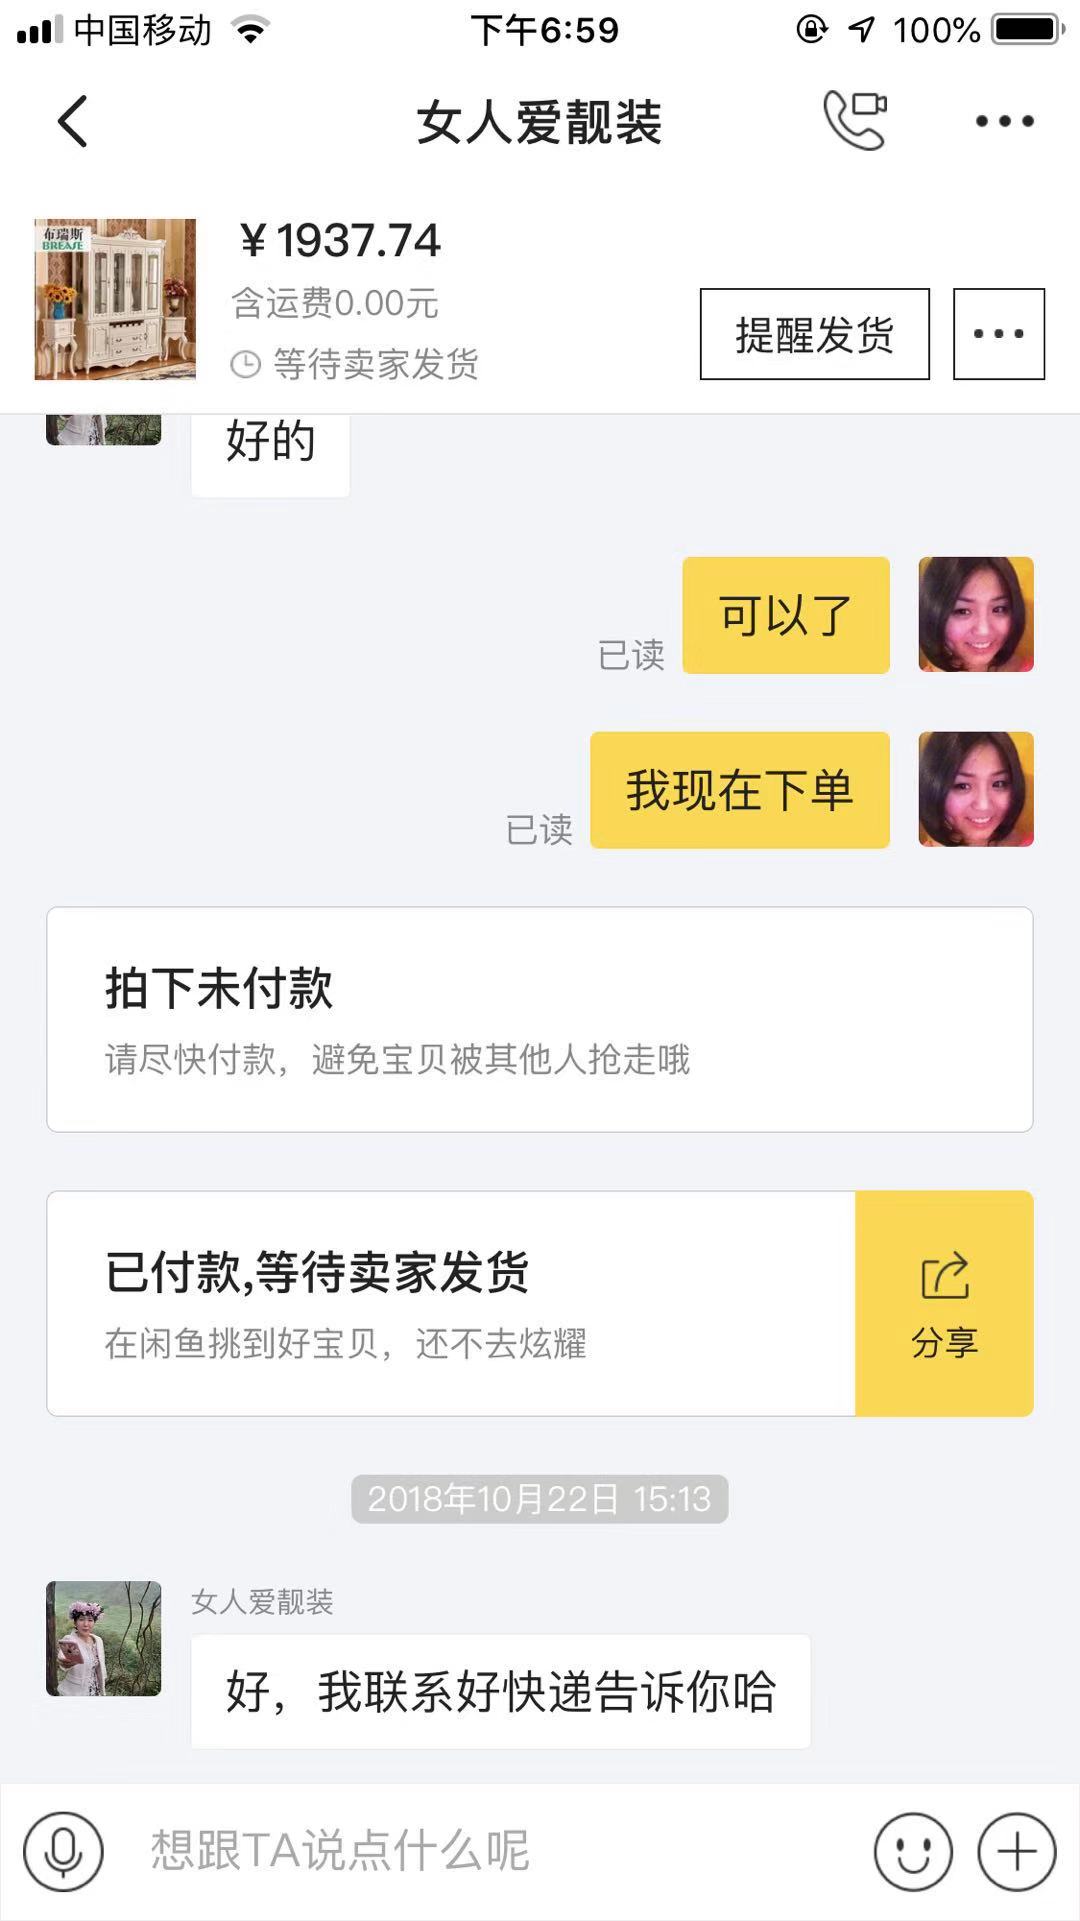 中国移动 下午6:59 100%
女人爱靓装
布瑞斯
BREASE
¥1937.74
含运费0.00元
等待卖家发货
提醒发货
好的
可以了
已读
我现在下单
已读
拍下未付款
请尽快付款，避免宝贝被其他人抢走哦
已付款,等待卖家发货
在闲鱼挑到好宝贝，还不去炫耀
分享
2018年10月22日 15:13
女人爱靓装
好，我联系好快递告诉你哈
想跟TA说点什么呢